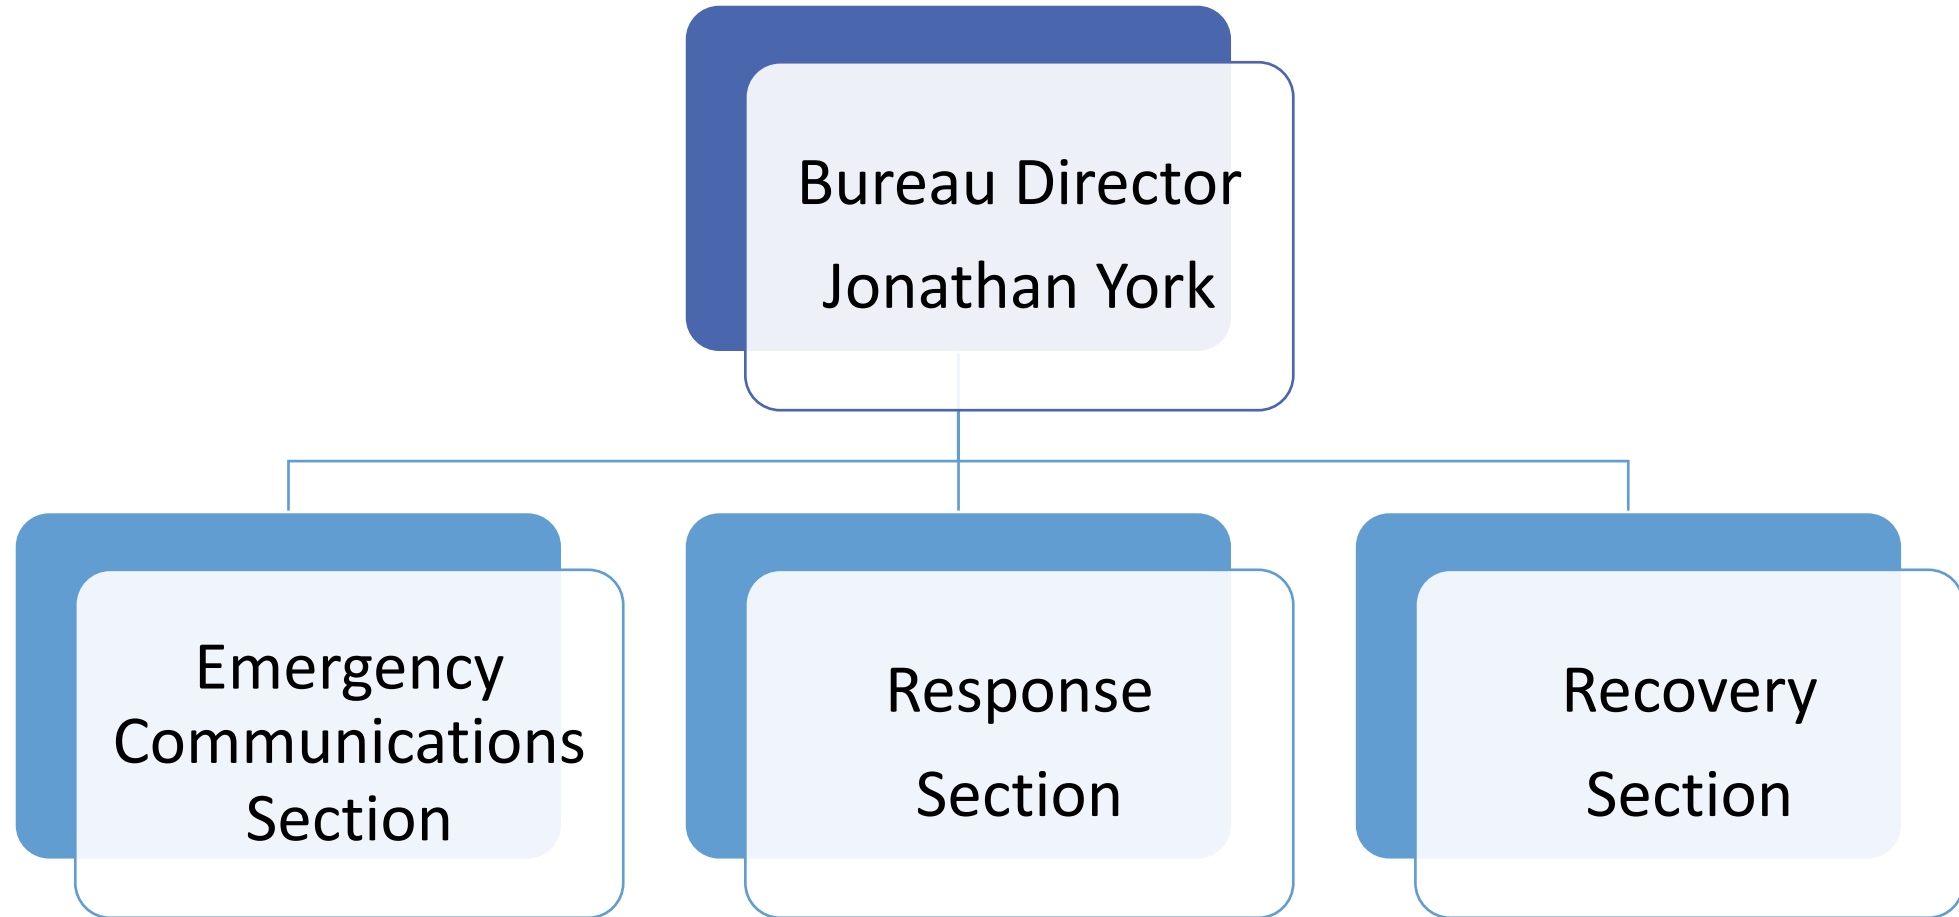 Bureau Director
Jonathan York
Emergency
Communications
Section
Response
Section
Recovery
Section